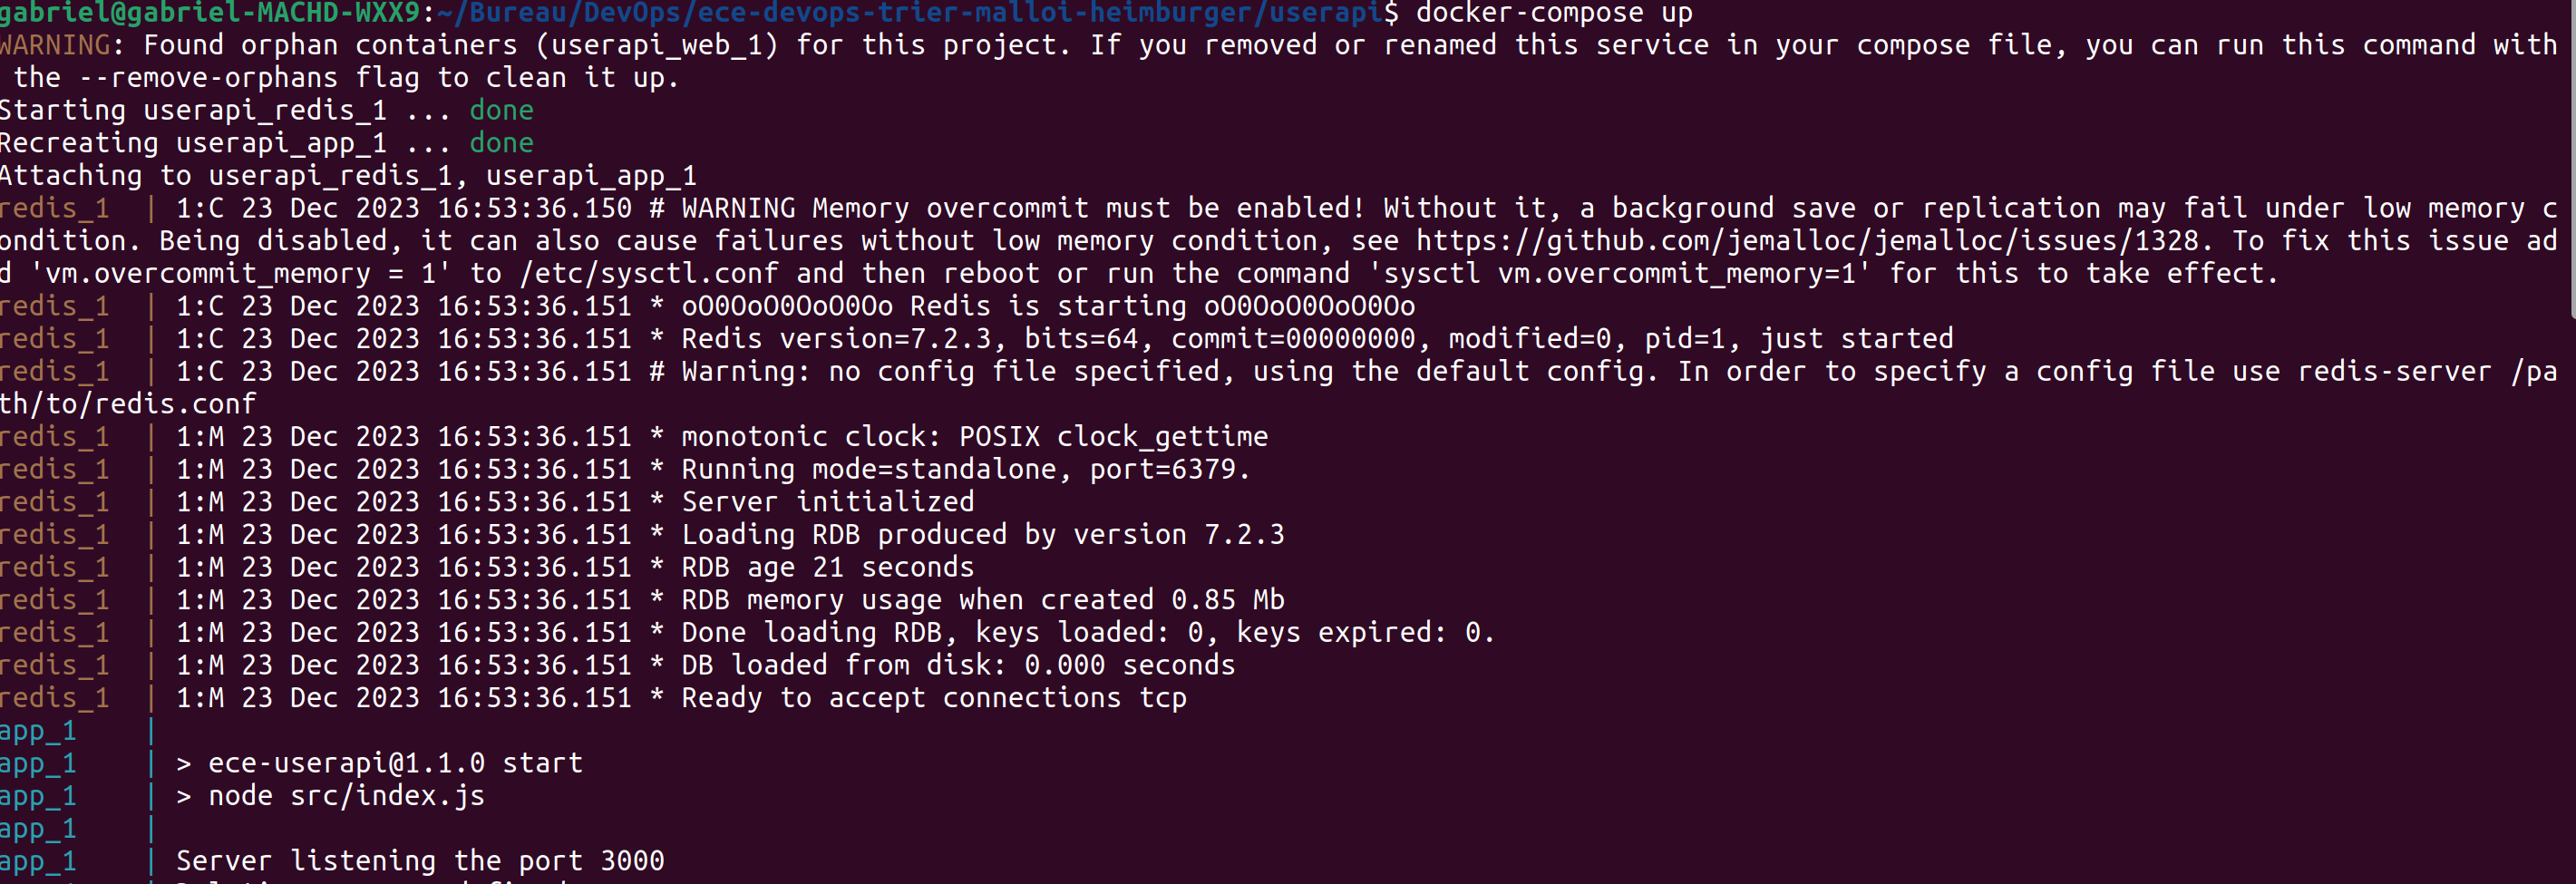 gabriel@gabriel-MACHD-WXX9:~/Bureau/DevOps/ece-devops-trier-malloi-heimburger/userapi$ docker-compose up
WARNING: Found orphan containers (userapi_web_1) for this project. If you removed or renamed this service in your compose file, you can run this command with
 the --remove-orphans flag to clean it up.
Starting userapi_redis_1 ... done
Recreating userapi_app_1 ... done
Attaching to userapi_redis_1, userapi_app_1
redis_1  | 1:C 23 Dec 2023 16:53:36.150 # WARNING Memory overcommit must be enabled! Without it, a background save or replication may fail under low memory c
ondition. Being disabled, it can also cause failures without low memory condition, see https://github.com/jemalloc/jemalloc/issues/1328. To fix this issue ad
d 'vm.overcommit_memory = 1' to /etc/sysctl.conf and then reboot or run the command 'sysctl vm.overcommit_memory=1' for this to take effect.
redis_1  | 1:C 23 Dec 2023 16:53:36.151 * oO0OoO0OoO0Oo Redis is starting oO0OoO0OoO0Oo
redis_1  | 1:C 23 Dec 2023 16:53:36.151 * Redis version=7.2.3, bits=64, commit=00000000, modified=0, pid=1, just started
redis_1  | 1:C 23 Dec 2023 16:53:36.151 # Warning: no config file specified, using the default config. In order to specify a config file use redis-server /pa
th/to/redis.conf
redis_1  | 1:M 23 Dec 2023 16:53:36.151 * monotonic clock: POSIX clock_gettime
redis_1  | 1:M 23 Dec 2023 16:53:36.151 * Running mode=standalone, port=6379.
redis_1  | 1:M 23 Dec 2023 16:53:36.151 * Server initialized
redis_1  | 1:M 23 Dec 2023 16:53:36.151 * Loading RDB produced by version 7.2.3
redis_1  | 1:M 23 Dec 2023 16:53:36.151 * RDB age 21 seconds
redis_1  | 1:M 23 Dec 2023 16:53:36.151 * RDB memory usage when created 0.85 Mb
redis_1  | 1:M 23 Dec 2023 16:53:36.151 * Done loading RDB, keys loaded: 0, keys expired: 0.
redis_1  | 1:M 23 Dec 2023 16:53:36.151 * DB loaded from disk: 0.000 seconds
redis_1  | 1:M 23 Dec 2023 16:53:36.151 * Ready to accept connections tcp
app_1    |
app_1    | > ece-userapi@1.1.0 start
app_1    | > node src/index.js
app_1    |
app_1    | Server listening the port 3000